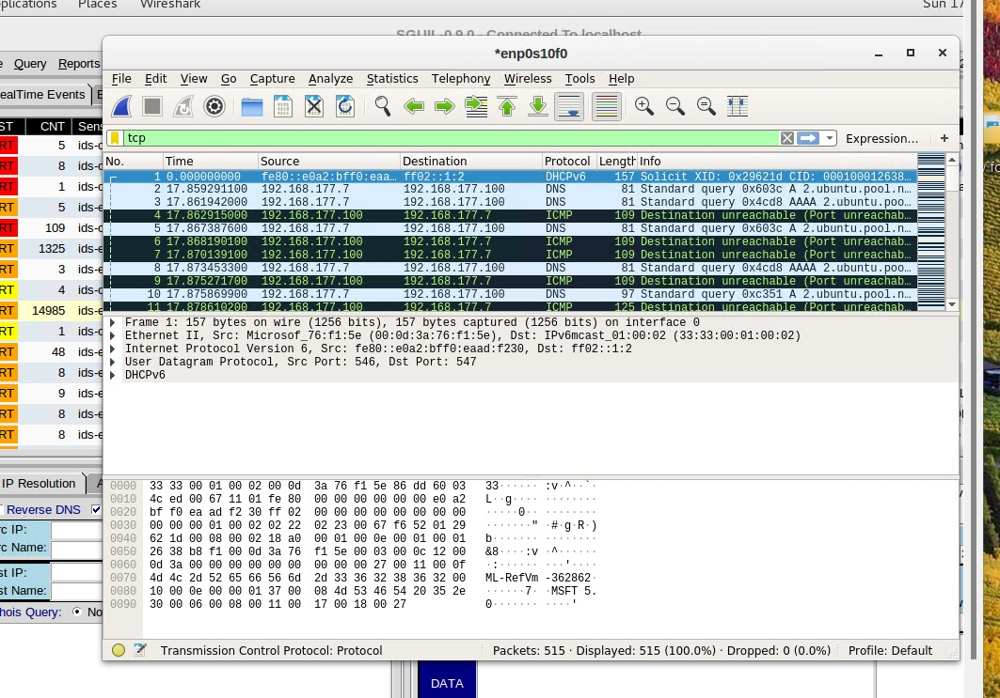 plications Places Wireshark Sun 17
SGUIL-0.9.0 - Connected To localhost
*enp0s10f0
File Edit View Go Capture Analyze Statistics Telephony Wireless Tools Help
e Query Reports
ealTime Events
ST CNT Sens
RT 5 ids-
RT 8 ids-
RT 1 ids-
RT 5 ids-
RT 109 ids-
RT 1325 ids-
RT 3 ids-
RT 4 ids-
RT 14985 ids-
RT 1 ids-
RT 48 ids-
RT 8 ids-
RT 9 ids-
RT 8 ids-
RT 8 ids-
tcp Expression... +
No. Time Source Destination Protocol Length Info
1 0.000000000 fe80::e0a2:bff0:eaa… ff02::1:2 DHCPv6 157 Solicit XID: 0x29621d CID: 000100012638…
2 17.859291100 192.168.177.7 192.168.177.100 DNS 81 Standard query 0x603c A 2.ubuntu.pool.n…
3 17.861942000 192.168.177.7 192.168.177.100 DNS 81 Standard query 0x4cd8 AAAA 2.ubuntu.poo…
4 17.862915000 192.168.177.100 192.168.177.7 ICMP 109 Destination unreachable (Port unreachab…
5 17.867387600 192.168.177.7 192.168.177.100 DNS 81 Standard query 0x603c A 2.ubuntu.pool.n…
6 17.868190100 192.168.177.100 192.168.177.7 ICMP 109 Destination unreachable (Port unreachab…
7 17.870139100 192.168.177.100 192.168.177.7 ICMP 109 Destination unreachable (Port unreachab…
8 17.873453300 192.168.177.7 192.168.177.100 DNS 81 Standard query 0x4cd8 AAAA 2.ubuntu.poo…
9 17.875271700 192.168.177.100 192.168.177.7 ICMP 109 Destination unreachable (Port unreachab…
10 17.875869900 192.168.177.7 192.168.177.100 DNS 97 Standard query 0xc351 A 2.ubuntu.pool.n…
11 17.878610200 192.168.177.100 192.168.177.7 ICMP 125 Destination unreachable (Port unreachab…
Frame 1: 157 bytes on wire (1256 bits), 157 bytes captured (1256 bits) on interface 0
Ethernet II, Src: Microsof_76:f1:5e (00:0d:3a:76:f1:5e), Dst: IPv6mcast_01:00:02 (33:33:00:01:00:02)
Internet Protocol Version 6, Src: fe80::e0a2:bff0:eaad:f230, Dst: ff02::1:2
User Datagram Protocol, Src Port: 546, Dst Port: 547
DHCPv6
0000 33 33 00 01 00 02 00 0d 3a 76 f1 5e 86 dd 60 03 33······ :v·^··`·
0010 4c ed 00 67 11 01 fe 80 00 00 00 00 00 00 e0 a2 L··g···· ········
0020 bf f0 ea ad f2 30 ff 02 00 00 00 00 00 00 00 00 ·····0·· ········
0030 00 00 00 01 00 02 02 22 02 23 00 67 f6 52 01 29 ·······" ·#·g·R·)
0040 62 1d 00 08 00 02 18 a0 00 01 00 0e 00 01 00 01 b······· ········
0050 26 38 b8 f1 00 0d 3a 76 f1 5e 00 03 00 0c 12 00 &8····:v ·^······
0060 0d 3a 00 00 00 00 00 00 00 00 00 27 00 11 00 0f ·:······ ···'····
0070 4d 4c 2d 52 65 66 56 6d 2d 33 36 32 38 36 32 00 ML-RefVm -362862·
0080 10 00 0e 00 00 01 37 00 08 4d 53 46 54 20 35 2e ······7· ·MSFT 5.
0090 30 00 06 00 08 00 11 00 17 00 18 00 27 0······· ····'
IP Resolution
Reverse DNS
rc IP:
rc Name:
st IP:
st Name:
hois Query: No
Transmission Control Protocol: Protocol Packets: 515 · Displayed: 515 (100.0%) · Dropped: 0 (0.0%) Profile: Default
DATA